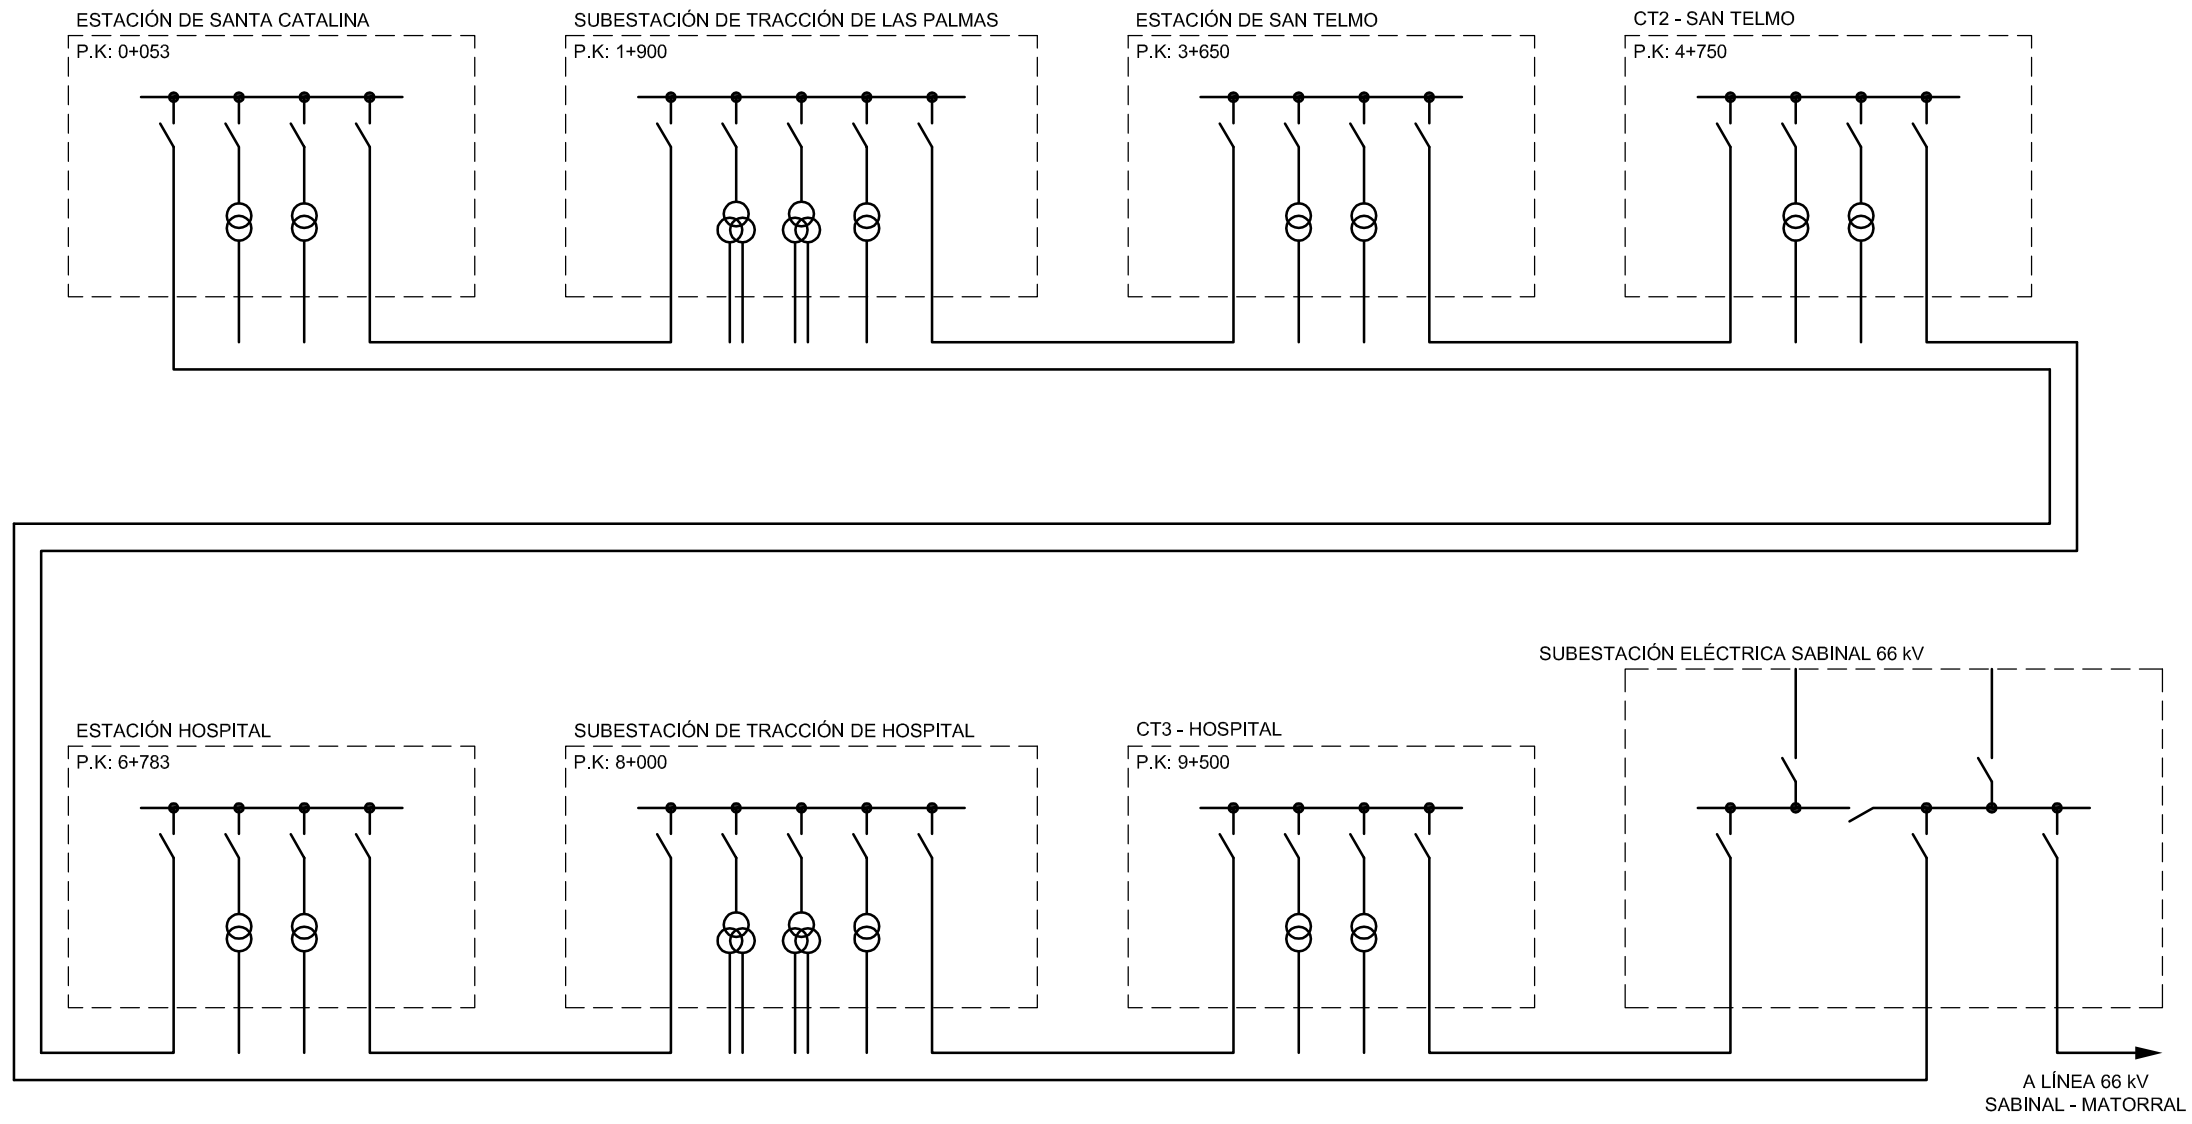 ESTACIÓN DE SANTA CATALINA
P.K: 0+053
SUBESTACIÓN DE TRACCIÓN DE LAS PALMAS
P.K: 1+900
ESTACIÓN DE SAN TELMO
P.K: 3+650
CT2 - SAN TELMO
P.K: 4+750
ESTACIÓN HOSPITAL
P.K: 6+783
SUBESTACIÓN DE TRACCIÓN DE HOSPITAL
P.K: 8+000
CT3 - HOSPITAL
P.K: 9+500
SUBESTACIÓN ELÉCTRICA SABINAL 66 kV
A LÍNEA 66 kV
SABINAL - MATORRAL